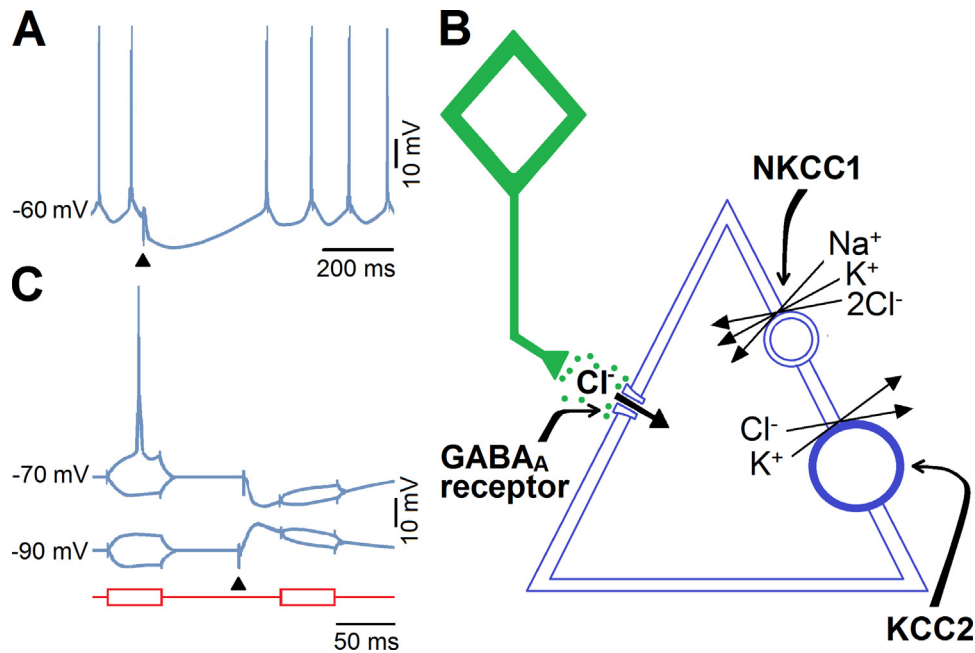 A
-60 mV
10 mV
200 ms
B
NKCC1
Na⁺
K⁺
2Cl⁻
Cl⁻
GABAA
receptor
Cl⁻
K⁺
KCC2
C
-70 mV
10 mV
-90 mV
50 ms